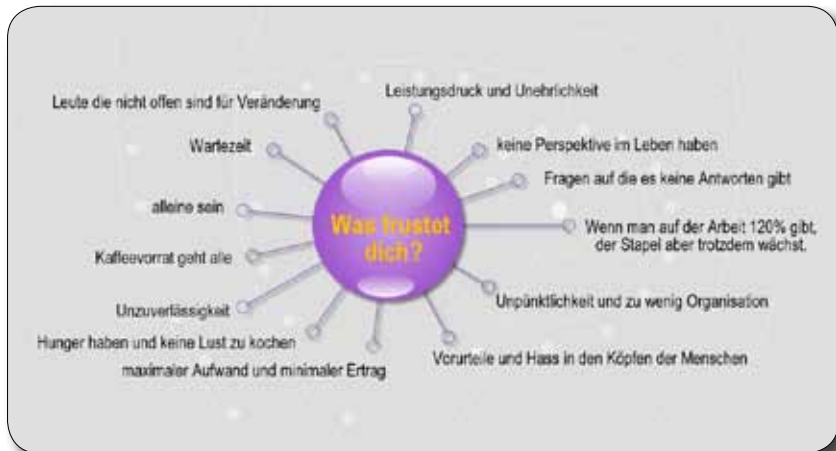 Leistungsdruck und Unehrlichkeit
Leute die nicht offen sind für Veränderung
keine Perspektive im Leben haben
Wartezeit
Fragen auf die es keine Antworten gibt
alleine sein
Was frustet
dich?
Wenn man auf der Arbeit 120% gibt,
der Stapel aber trotzdem wächst.
Kaffeevorrat geht alle
Unpünktlichkeit und zu wenig Organisation
Unzuverlässigkeit
Hunger haben und keine Lust zu kochen
Vorurteile und Hass in den Köpfen der Menschen
maximaler Aufwand und minimaler Ertrag